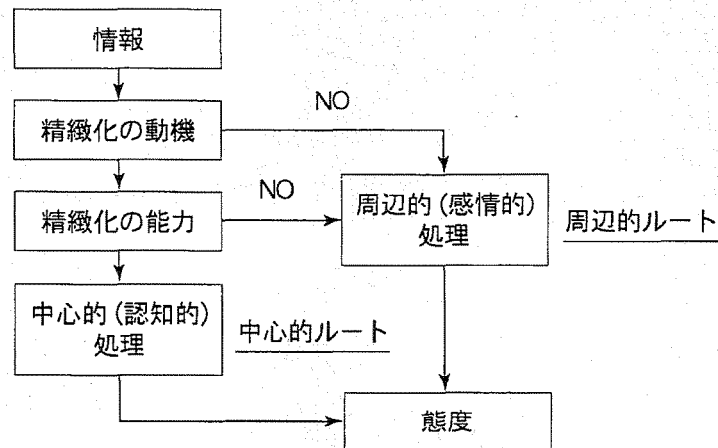 情報
NO
精緻化の動機
NO
精緻化の能力
周辺的(感情的)
処理
周辺的ルート
中心的(認知的)
処理
中心的ルート
態度